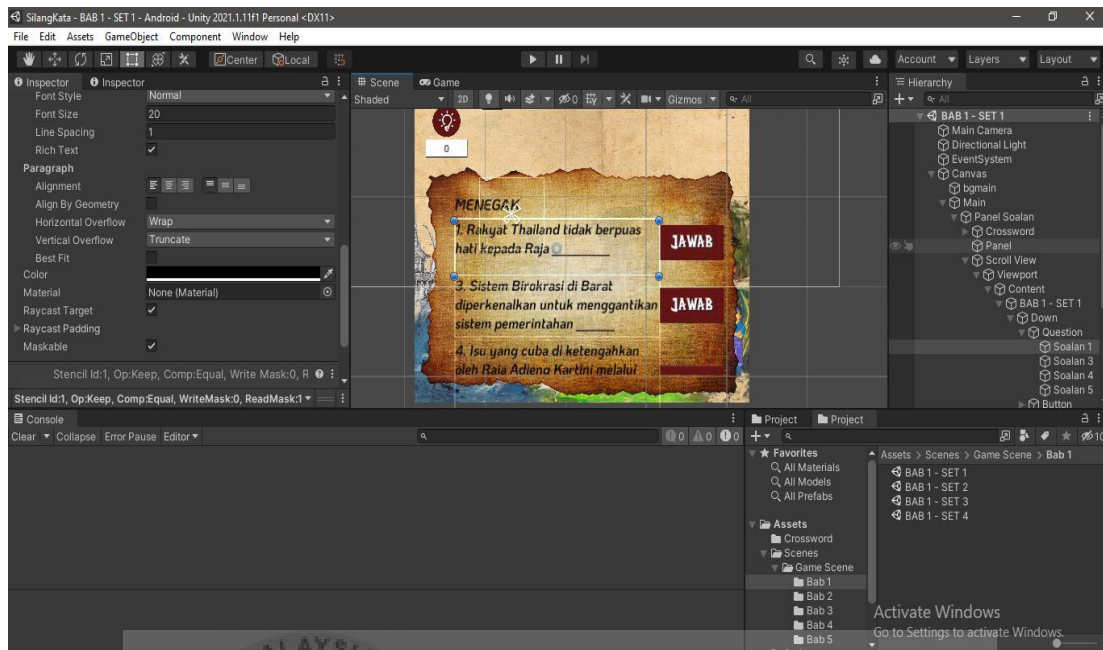 SilangKata - BAB 1 - SET 1 - Android - Unity 2021.1.11f1 Personal <DX11>
File Edit Assets GameObject Component Window Help
Center Local
Account Layers Layout
Inspector Inspector
Font Style Normal
Font Size 20
Line Spacing 1
Rich Text
Paragraph
Alignment
Align By Geometry
Horizontal Overflow Wrap
Vertical Overflow Truncate
Best Fit
Color
Material None (Material)
Raycast Target
Raycast Padding
Maskable
Stencil Id:1, Op:Keep, Comp:Equal, Write Mask:0, R
Stencil Id:1, Op:Keep, Comp:Equal, WriteMask:0, ReadMask:1
Scene Game
Shaded 2D 0 Gizmos All
0
MENEGAK
1. Rakyat Thailand tidak berpuas
hati kepada Raja ________
JAWAB
3. Sistem Birokrasi di Barat
diperkenalkan untuk menggantikan
sistem pemerintahan _____
JAWAB
4. Isu yang cuba di ketengahkan
oleh Raja Adieng Kartini melalui
Hierarchy
All
BAB 1 - SET 1
Main Camera
Directional Light
EventSystem
Canvas
bgmain
Main
Panel Soalan
Crossword
Panel
Scroll View
Viewport
Content
BAB 1 - SET 1
Down
Question
Soalan 1
Soalan 3
Soalan 4
Soalan 5
Button
Console
Clear Collapse Error Pause Editor
0 0 0
Project Project
Favorites
All Materials
All Models
All Prefabs
Assets
Crossword
Scenes
Game Scene
Bab 1
Bab 2
Bab 3
Bab 4
Bab 5
Assets > Scenes > Game Scene > Bab 1
BAB 1 - SET 1
BAB 1 - SET 2
BAB 1 - SET 3
BAB 1 - SET 4
Activate Windows
Go to Settings to activate Windows.